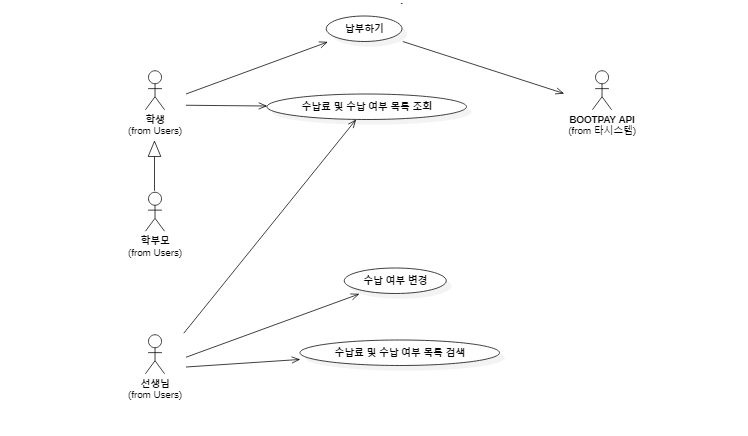 납부하기
수납료 및 수납 여부 목록 조회
학생
(from Users)
BOOTPAY API
(from 타시스템)
학부모
(from Users)
수납 여부 변경
수납료 및 수납 여부 목록 검색
선생님
(from Users)